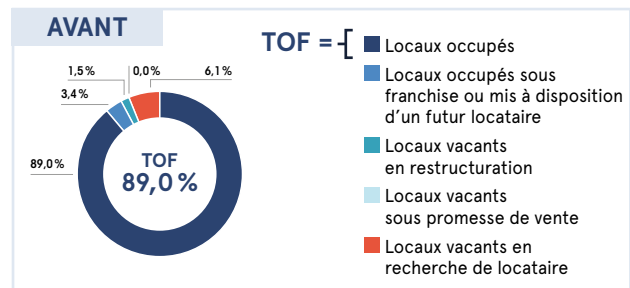 AVANT
1,5 %
0,0 %
6,1 %
3,4 %
89,0 %
TOF
89,0 %
TOF =
Locaux occupés
Locaux occupés sous
franchise ou mis à disposition
d'un futur locataire
Locaux vacants
en restructuration
Locaux vacants
sous promesse de vente
Locaux vacants en
recherche de locataire